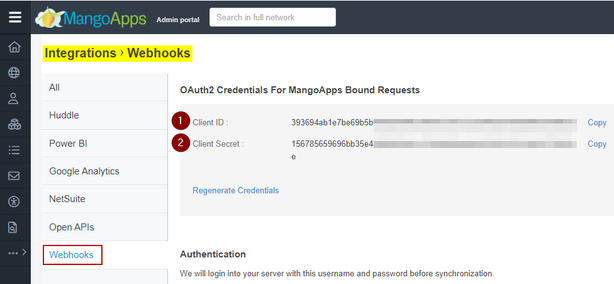 MangoApps Admin portal Search in full network
Integrations › Webhooks
All
Huddle
Power BI
Google Analytics
NetSuite
Open APIs
Webhooks
OAuth2 Credentials For MangoApps Bound Requests
1 Client ID : 393694ab1e7be69b5b Copy
2 Client Secret : 156785659696bb35e4 Copy
e
Regenerate Credentials
Authentication
We will login into your server with this username and password before synchronization.